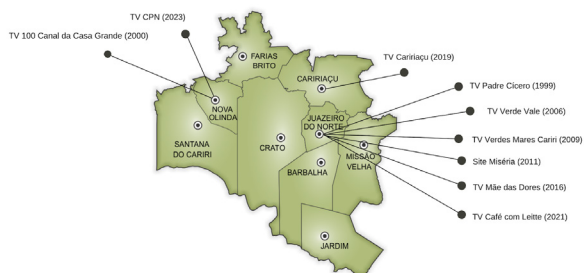 TV CPN (2023)
TV 100 Canal da Casa Grande (2000)
FARIAS
BRITO
TV Caririaçu (2019)
CARIRIAÇU
TV Padre Cícero (1999)
NOVA
OLINDA
TV Verde Vale (2006)
JUAZEIRO
DO NORTE
TV Verdes Mares Cariri (2009)
SANTANA
DO CARIRI
CRATO
MISSÃO
VELHA
Site Miséria (2011)
BARBALHA
TV Mãe das Dores (2016)
TV Café com Leitte (2021)
JARDIM